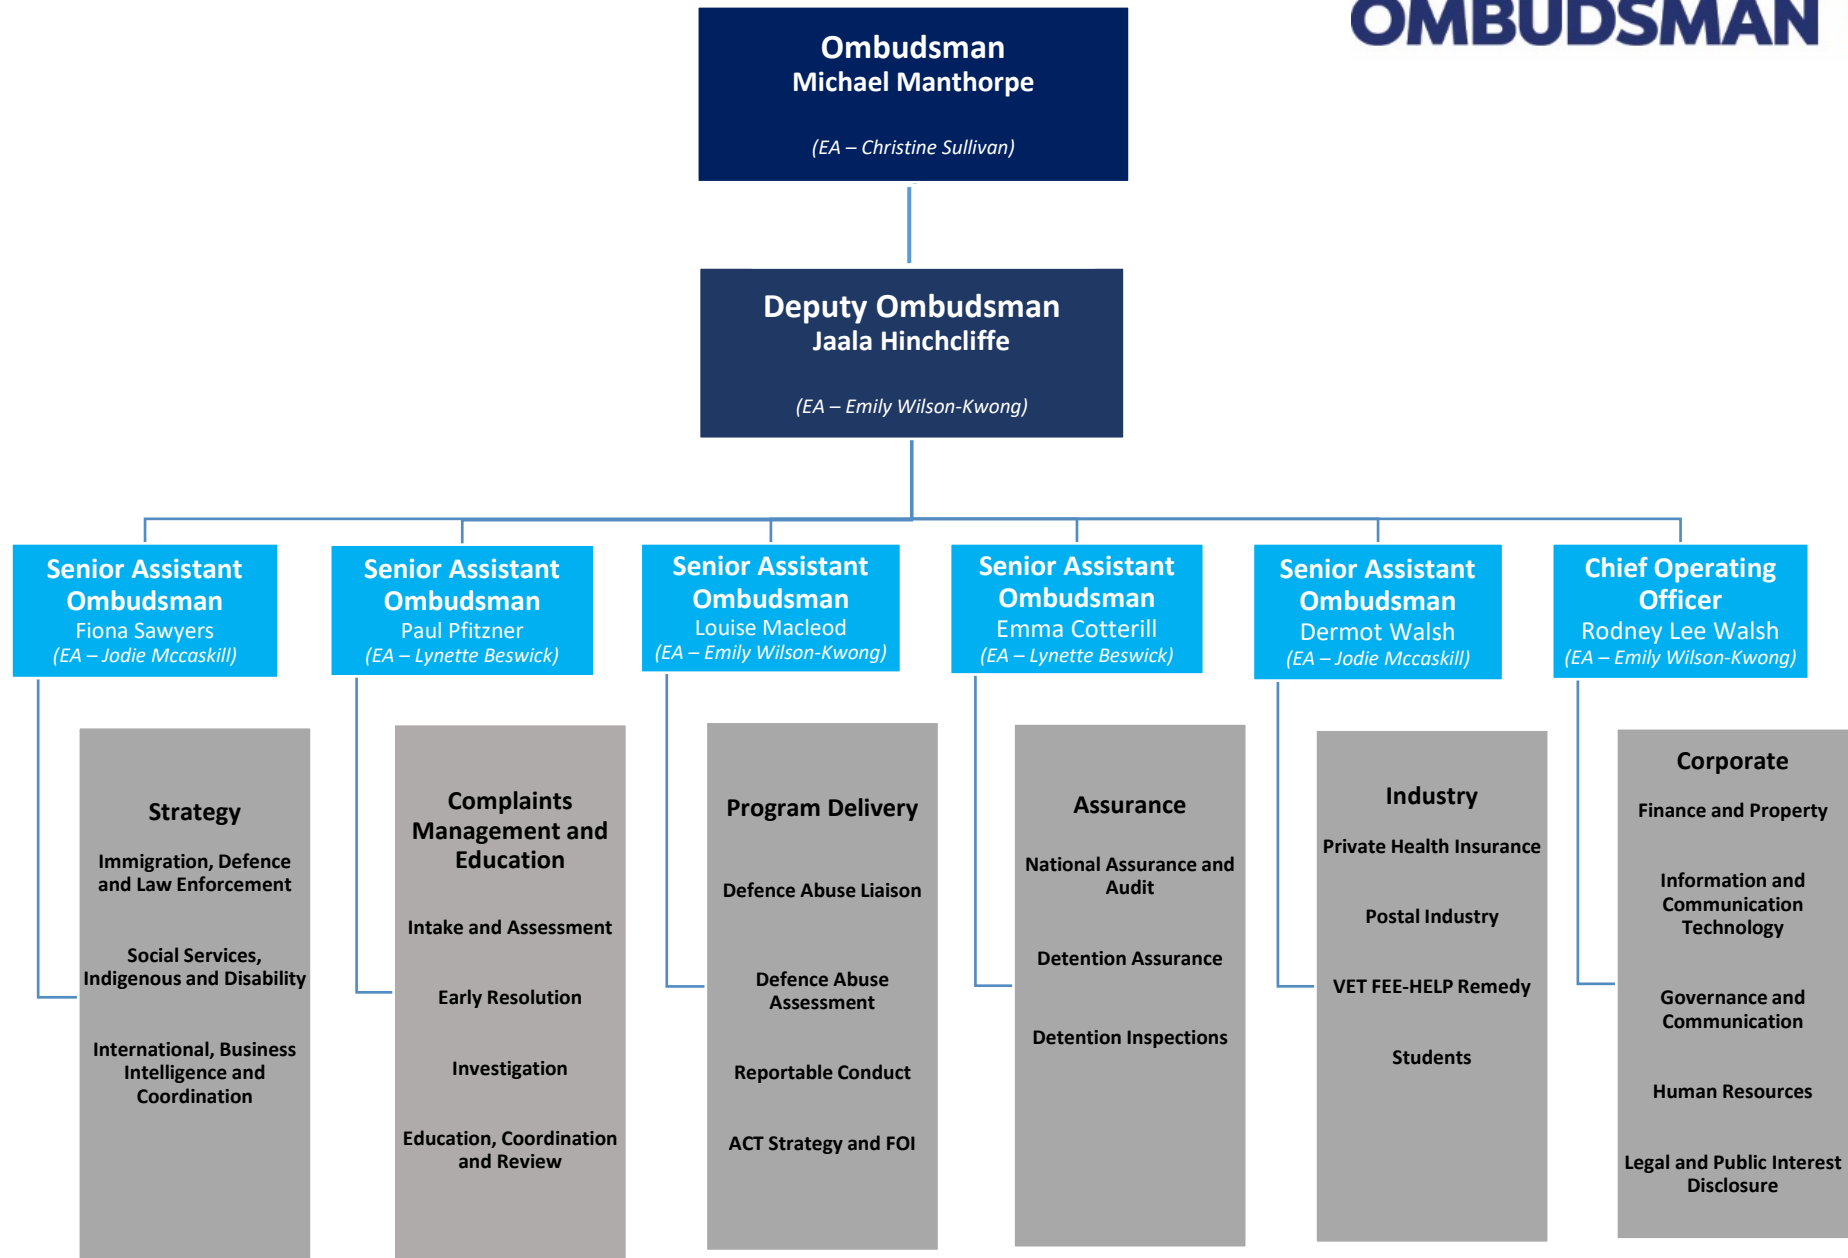 OMBUDSMAN
Ombudsman
Michael Manthorpe
(EA – Christine Sullivan)
Deputy Ombudsman
Jaala Hinchcliffe
(EA – Emily Wilson-Kwong)
Senior Assistant
Ombudsman
Fiona Sawyers
(EA – Jodie Mccaskill)
Senior Assistant
Ombudsman
Paul Pfitzner
(EA – Lynette Beswick)
Senior Assistant
Ombudsman
Louise Macleod
(EA – Emily Wilson-Kwong)
Senior Assistant
Ombudsman
Emma Cotterill
(EA – Lynette Beswick)
Senior Assistant
Ombudsman
Dermot Walsh
(EA – Jodie Mccaskill)
Chief Operating
Officer
Rodney Lee Walsh
(EA – Emily Wilson-Kwong)
Strategy
Immigration, Defence
and Law Enforcement
Social Services,
Indigenous and Disability
International, Business
Intelligence and
Coordination
Complaints
Management and
Education
Intake and Assessment
Early Resolution
Investigation
Education, Coordination
and Review
Program Delivery
Defence Abuse Liaison
Defence Abuse
Assessment
Reportable Conduct
ACT Strategy and FOI
Assurance
National Assurance and
Audit
Detention Assurance
Detention Inspections
Industry
Private Health Insurance
Postal Industry
VET FEE-HELP Remedy
Students
Corporate
Finance and Property
Information and
Communication
Technology
Governance and
Communication
Human Resources
Legal and Public Interest
Disclosure